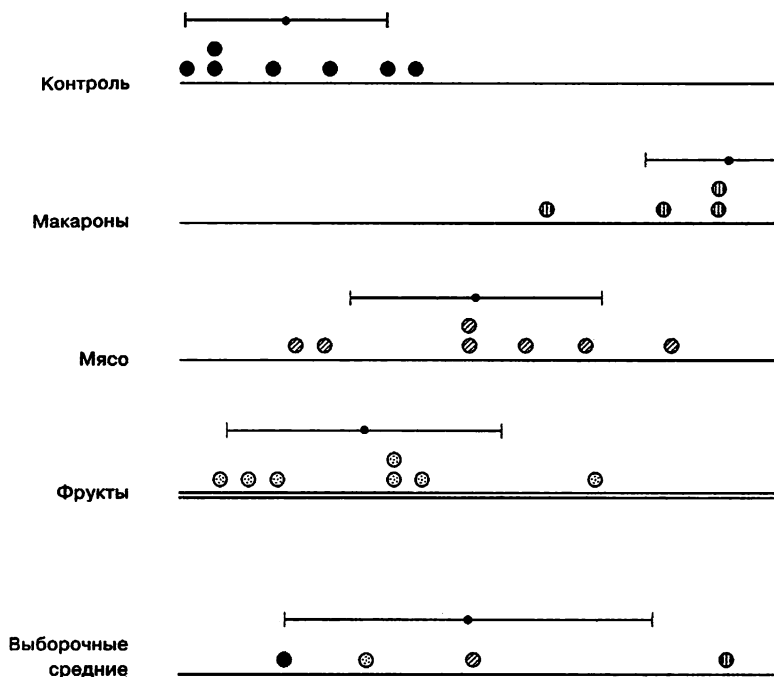 Контроль
Макароны
Мясо
Фрукты
Выборочные
средние